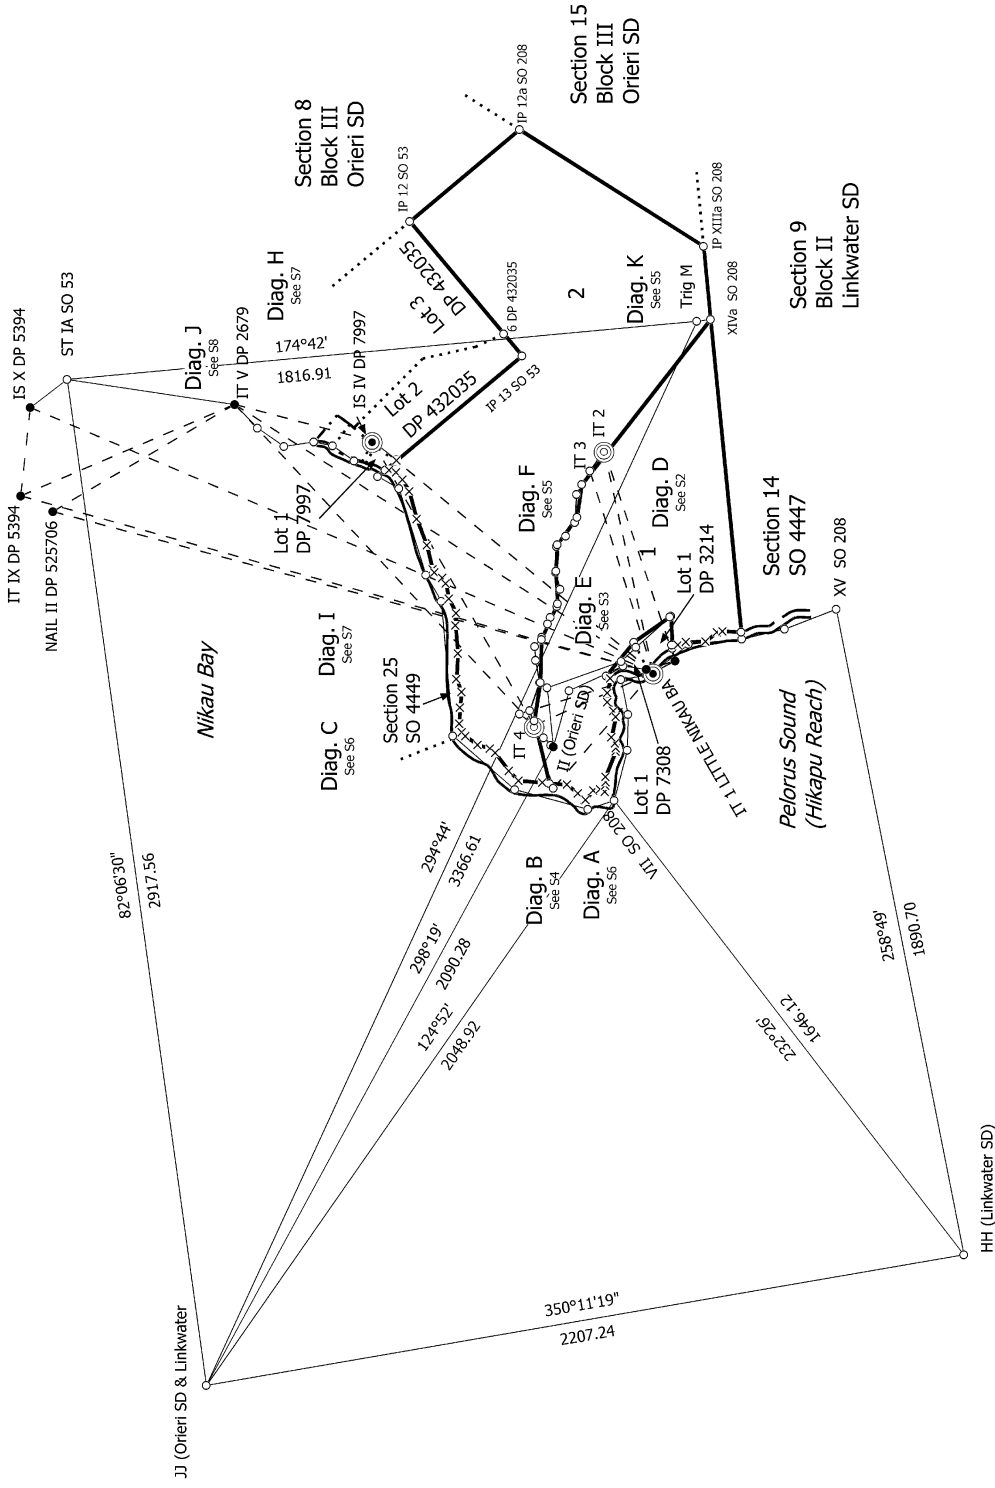 JJ (Orieri SD & Linkwater
HH (Linkwater SD)
350°11'19"
2207.24
82°06'30"
2917.56
294°44'
3366.61
298°19'
2090.28
124°52'
2048.92
232°26'
1646.12
258°49'
1890.70
174°42'
1816.91
IT IX DP 5394
NAIL II DP 525706
IS X DP 5394
ST IA SO 53
IT V DP 2679
IS IV DP 7997
Nikau Bay
Diag. J
See S8
Diag. H
See S7
Diag. I
See S7
Diag. C
See S6
Section 25
SO 4449
Lot 1
DP 7997
Lot 2
DP 432035
Lot 3
DP 432035
Section 8
Block III
Orieri SD
IP 12 SO 53
IP 12a SO 208
Section 15
Block III
Orieri SD
6 DP 432035
IP 13 SO 53
2
IP XIIIa SO 208
Trig M
XIVa SO 208
Diag. K
See S5
Section 9
Block II
Linkwater SD
IT 2
IT 3
IT 4
Diag. F
See S5
Diag. D
See S2
1
Diag. E
See S3
Lot 1
DP 3214
Section 14
SO 4447
XV SO 208
II (Orieri SD)
IT 1 LITTLE NIKAU BA
Lot 1
DP 7308
VII SO 208
Diag. B
See S4
Diag. A
See S6
Pelorus Sound
(Hikapu Reach)